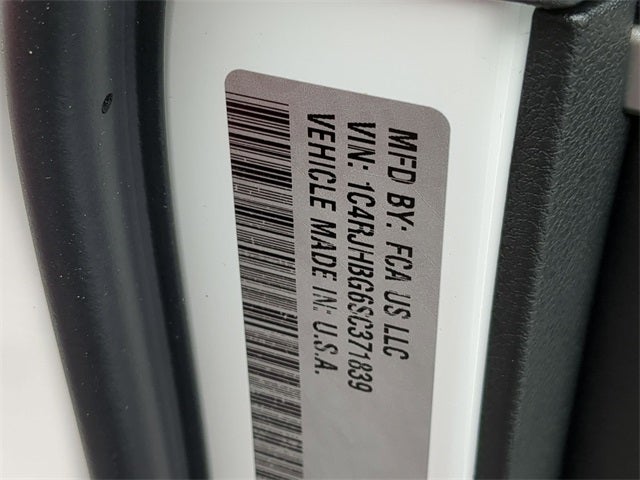 MFD BY: FCA US LLC
VIN: 1C4RJHBG6SC371839
VEHICLE MADE IN: U.S.A.